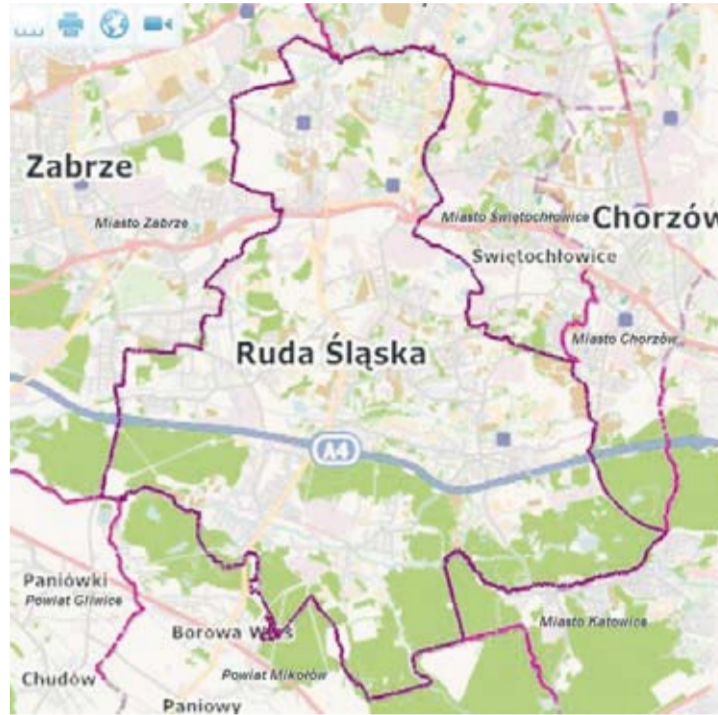 Zabrze
Miasto Zabrze
Miasto Świętochłowice
Chorzów
Świętochłowice
Miasto Chorzów
Ruda Śląska
A4
Paniówki
Powiat Gliwice
Borowa
Miasto Katowice
Chudów
Powiat Mikołów
Paniowy